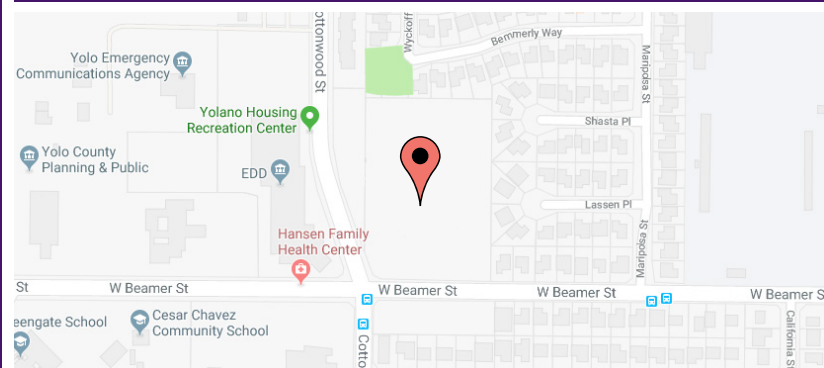 ottonwood St
Wyckoff
Bemmerly Way
Mariposa St
Yolo Emergency
Communications Agency
Yolano Housing
Recreation Center
Shasta Pl
Yolo County
Planning & Public
EDD
Lassen Pl
Hansen Family
Health Center
Mariposa St
St
W Beamer St
W Beamer St
W Beamer St
W Beamer S
eengate School
Cesar Chavez
Community School
Cotto
California St